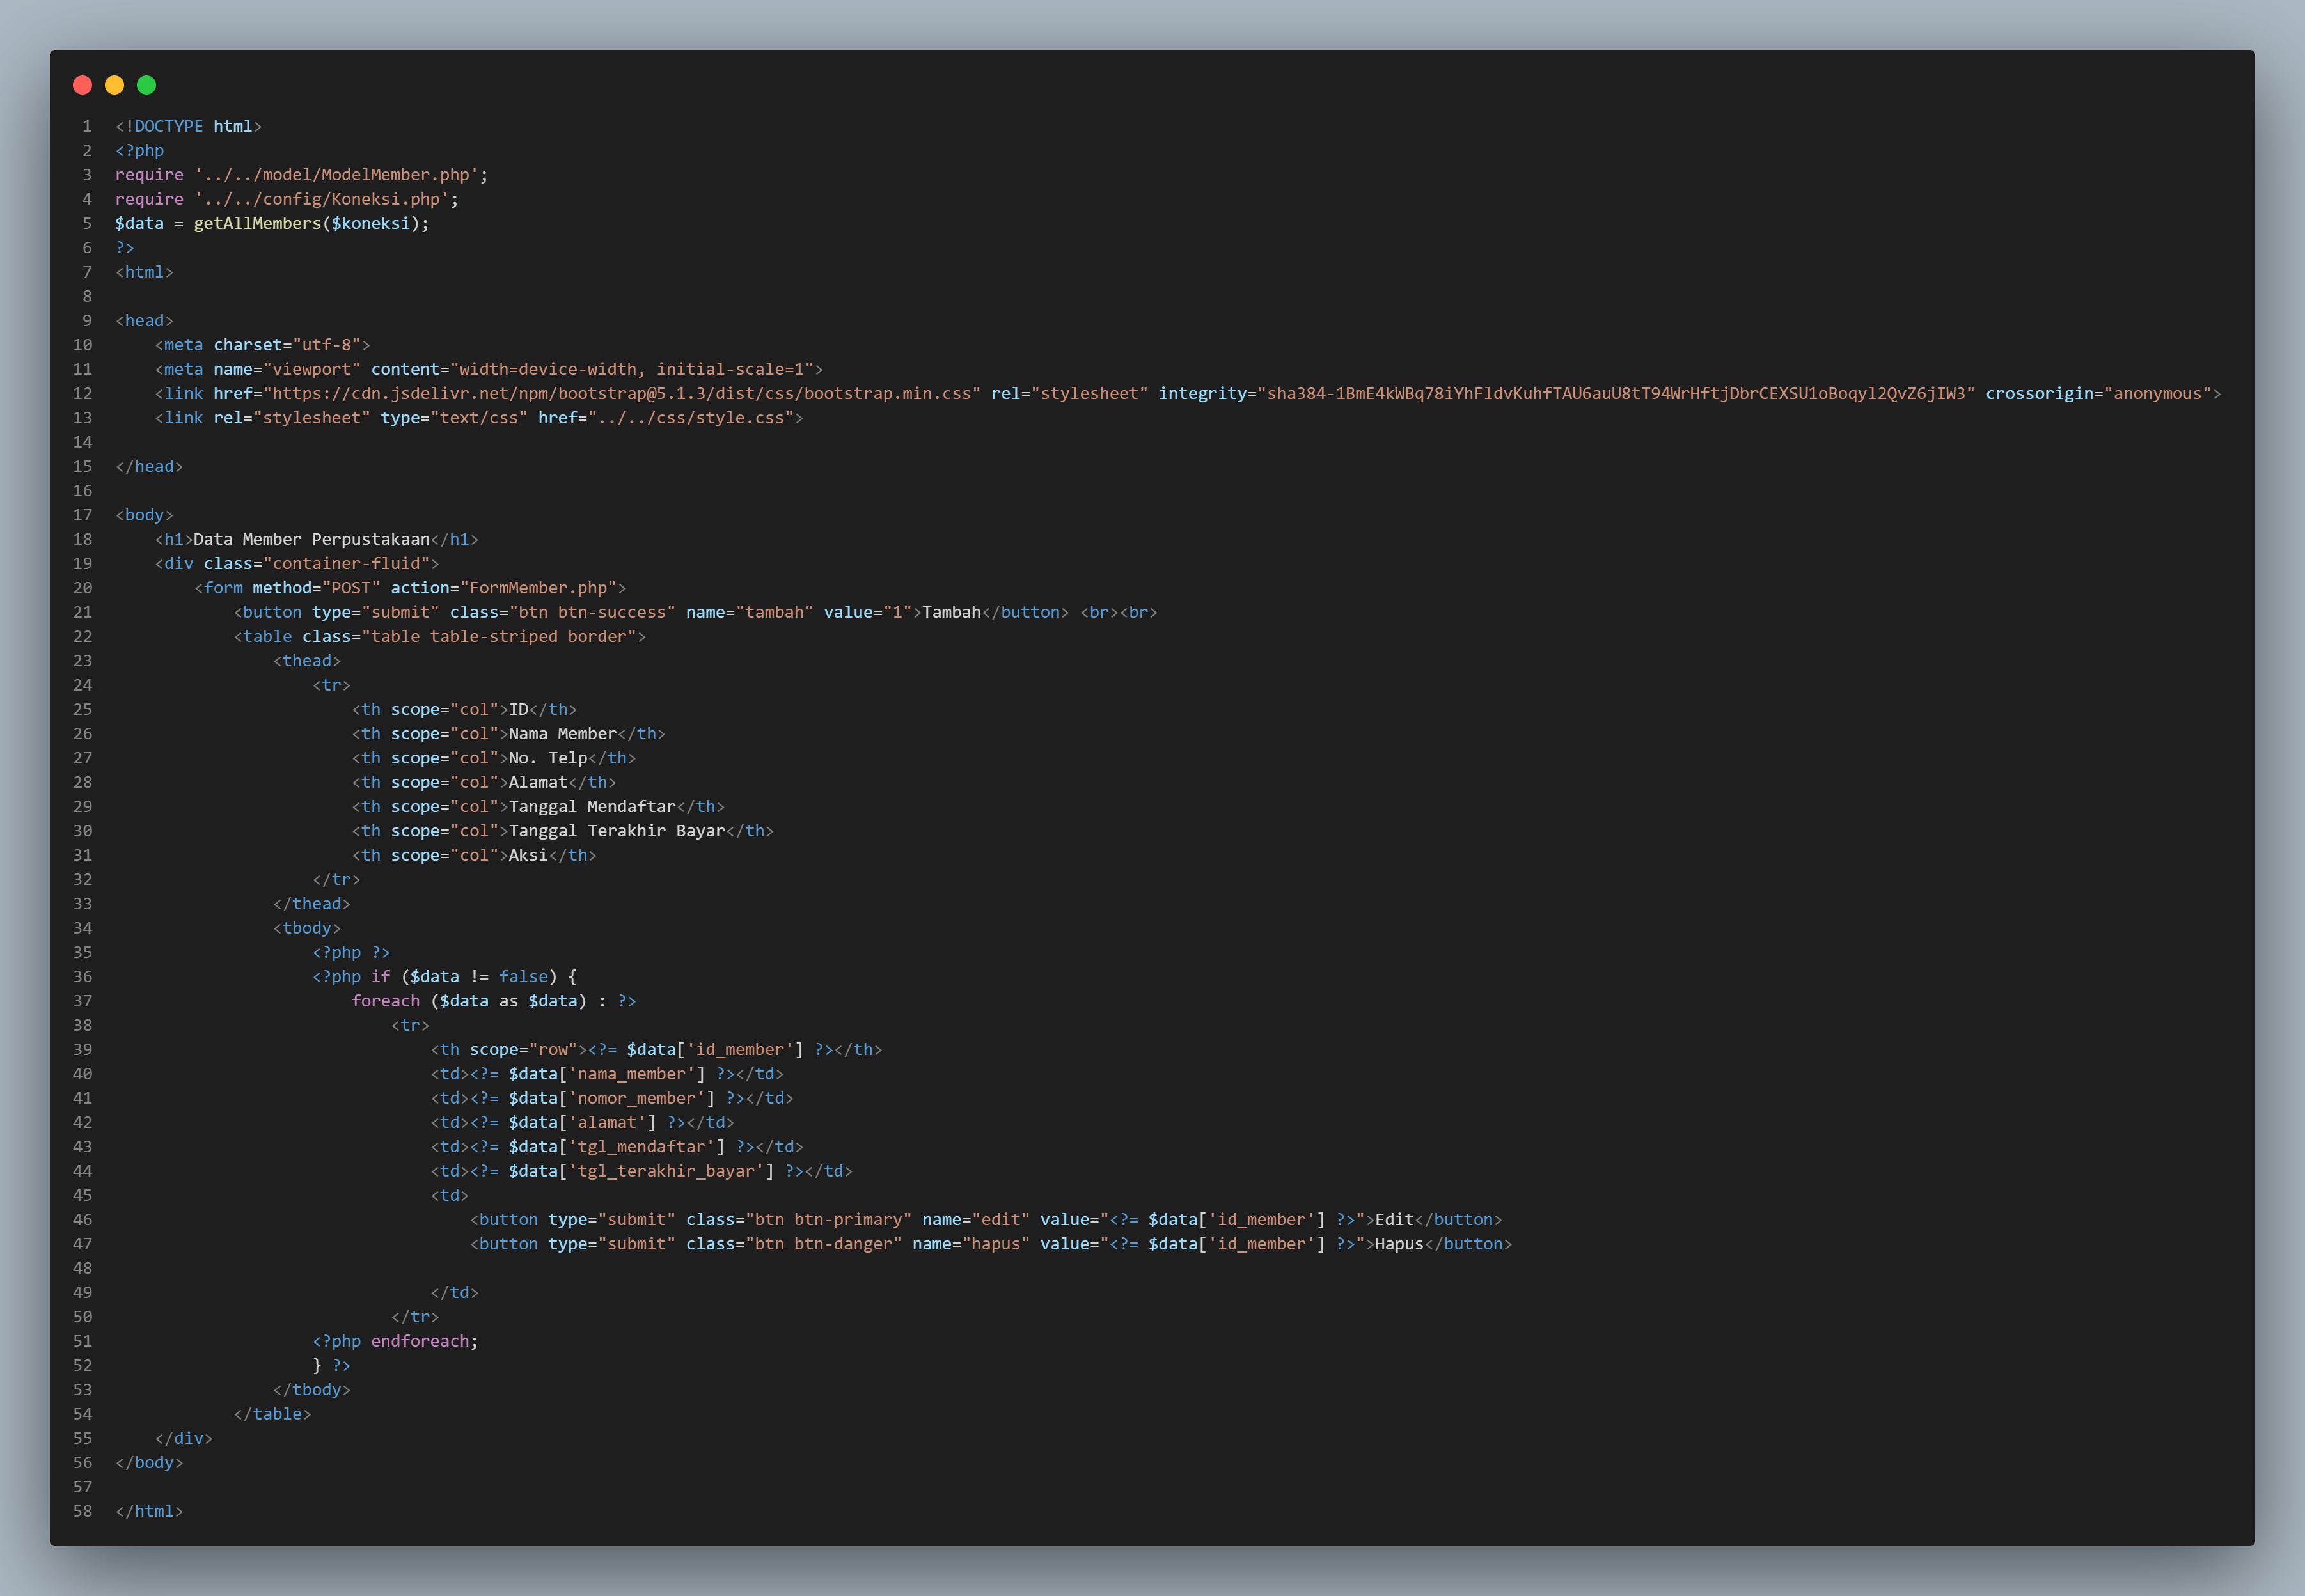 1 <!DOCTYPE html>
2 <?php
3 require '../../model/ModelMember.php';
4 require '../../config/Koneksi.php';
5 $data = getAllMembers($koneksi);
6 ?>
7 <html>
8
9 <head>
10     <meta charset="utf-8">
11     <meta name="viewport" content="width=device-width, initial-scale=1">
12     <link href="https://cdn.jsdelivr.net/npm/bootstrap@5.1.3/dist/css/bootstrap.min.css" rel="stylesheet" integrity="sha384-1BmE4kWBq78iYhFldvKuhfTAU6auU8tT94WrHftjDbrCEXSU1oBoqyl2QvZ6jIW3" crossorigin="anonymous">
13     <link rel="stylesheet" type="text/css" href="../../css/style.css">
14
15 </head>
16
17 <body>
18     <h1>Data Member Perpustakaan</h1>
19     <div class="container-fluid">
20         <form method="POST" action="FormMember.php">
21             <button type="submit" class="btn btn-success" name="tambah" value="1">Tambah</button> <br><br>
22             <table class="table table-striped border">
23                 <thead>
24                     <tr>
25                         <th scope="col">ID</th>
26                         <th scope="col">Nama Member</th>
27                         <th scope="col">No. Telp</th>
28                         <th scope="col">Alamat</th>
29                         <th scope="col">Tanggal Mendaftar</th>
30                         <th scope="col">Tanggal Terakhir Bayar</th>
31                         <th scope="col">Aksi</th>
32                     </tr>
33                 </thead>
34                 <tbody>
35                     <?php ?>
36                     <?php if ($data != false) {
37                         foreach ($data as $data) : ?>
38                             <tr>
39                                 <th scope="row"><?= $data['id_member'] ?></th>
40                                 <td><?= $data['nama_member'] ?></td>
41                                 <td><?= $data['nomor_member'] ?></td>
42                                 <td><?= $data['alamat'] ?></td>
43                                 <td><?= $data['tgl_mendaftar'] ?></td>
44                                 <td><?= $data['tgl_terakhir_bayar'] ?></td>
45                                 <td>
46                                     <button type="submit" class="btn btn-primary" name="edit" value="<?= $data['id_member'] ?>">Edit</button>
47                                     <button type="submit" class="btn btn-danger" name="hapus" value="<?= $data['id_member'] ?>">Hapus</button>
48
49                                 </td>
50                             </tr>
51                     <?php endforeach;
52                     } ?>
53                 </tbody>
54             </table>
55     </div>
56 </body>
57
58 </html>